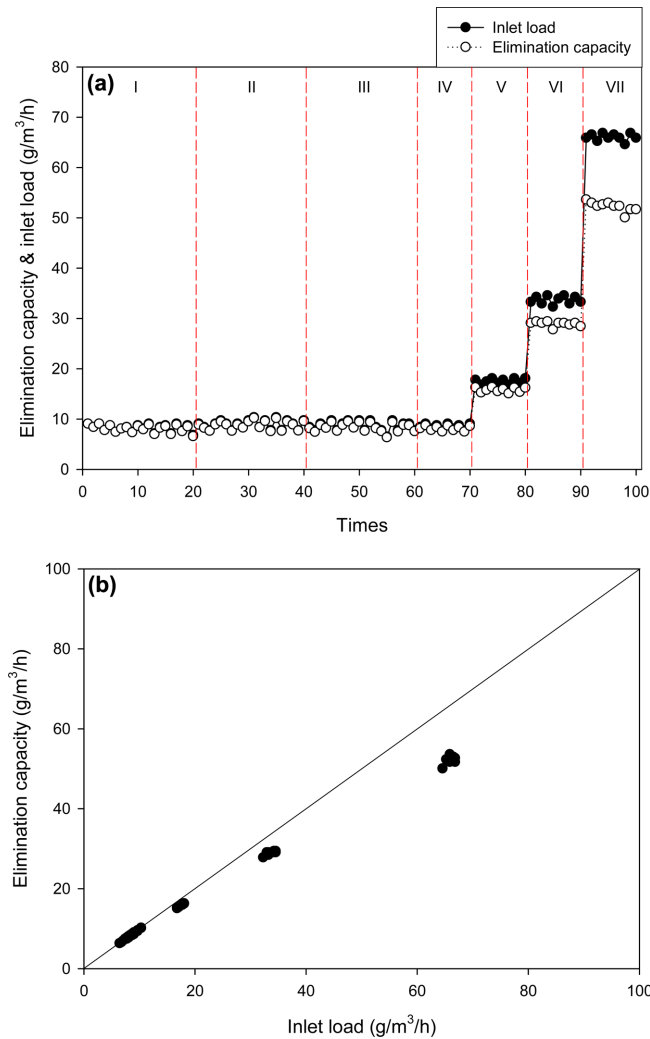 Inlet load
Elimination capacity
(a)
I II III IV V VI VII
80
70
60
50
40
30
20
10
0
0 10 20 30 40 50 60 70 80 90 100
Elimination capacity & inlet load (g/m³/h)
Times
(b)
100
80
60
40
20
0
0 20 40 60 80 100
Elimination capacity (g/m³/h)
Inlet load (g/m³/h)